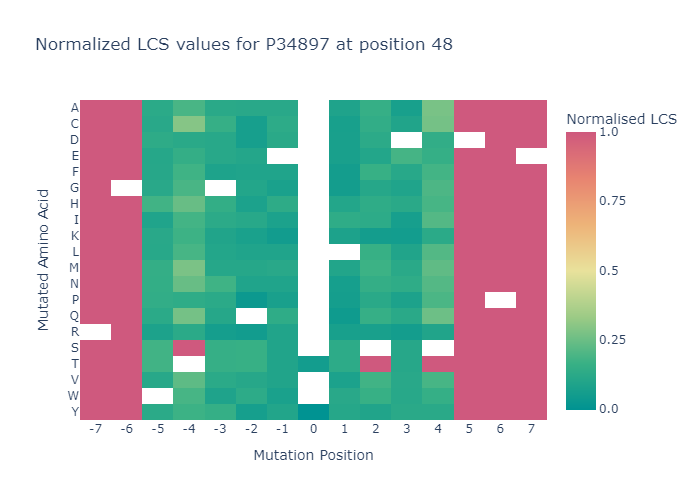 Normalized LCS values for P34897 at position 48
Normalised LCS
1.0
0.75
0.5
0.25
0.0
Mutated Amino Acid
A
C
D
E
F
G
H
I
K
L
M
N
P
Q
R
S
T
V
W
Y
-7 -6 -5 -4 -3 -2 -1 0 1 2 3 4 5 6 7
Mutation Position